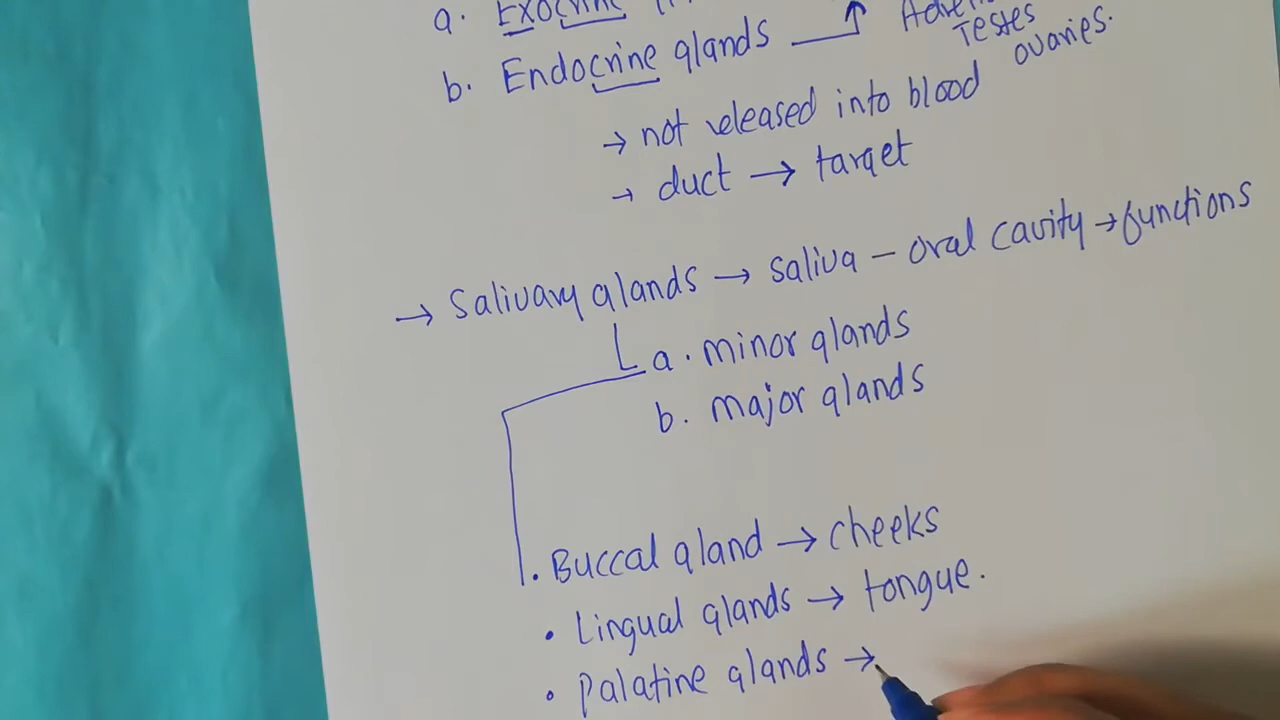 a. Exocrine
b. Endocrine glands
Testes
ovaries.
→ not released into blood
→ duct → target
→ Salivary glands → saliva – oral cavity → functions
a. minor glands
b. major glands
. Buccal gland → cheeks
• Lingual glands → tongue.
• Palatine glands →